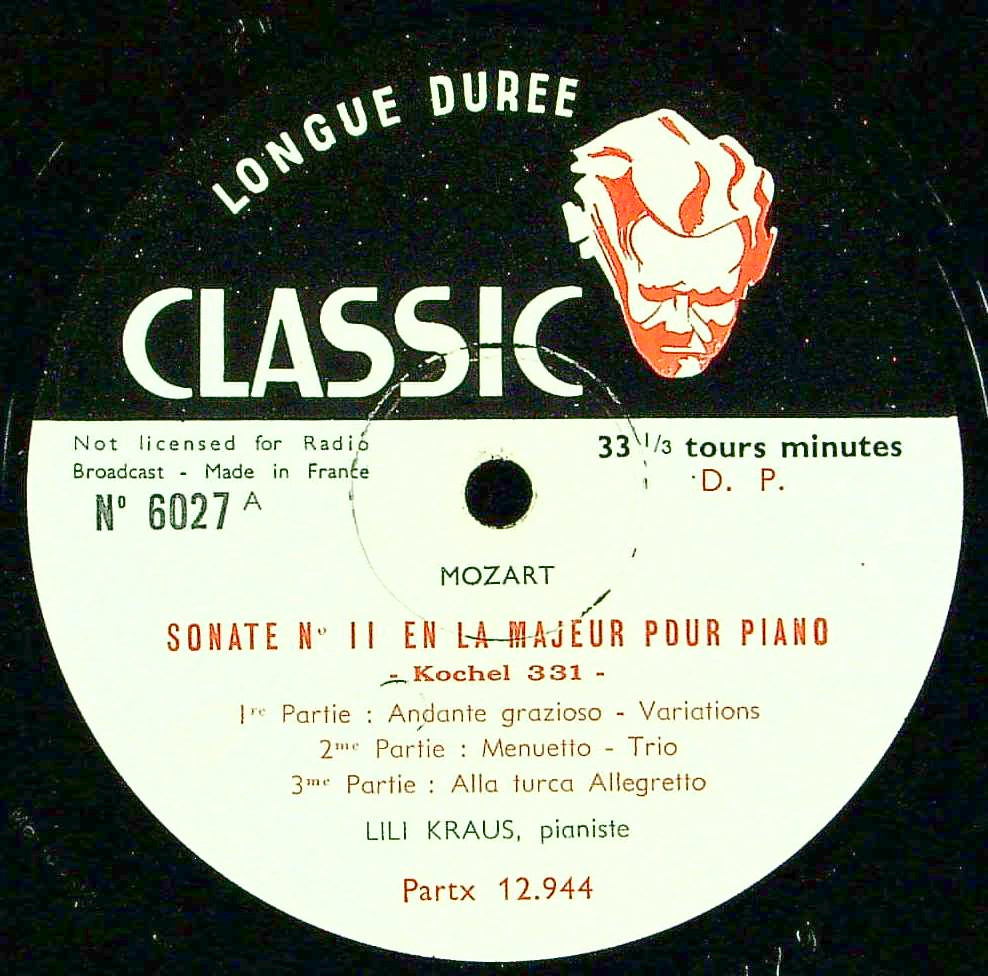 LONGUE DUREE
CLASSIC
Not licensed for Radio
Broadcast - Made in France
Nº 6027 A
33 1/3 tours minutes
D. P.
MOZART
SONATE Nº 11 EN LA MAJEUR POUR PIANO
- Kochel 331 -
1re Partie : Andante grazioso - Variations
2me Partie : Menuetto - Trio
3me Partie : Alla turca Allegretto
LILI KRAUS, pianiste
Partx 12.944